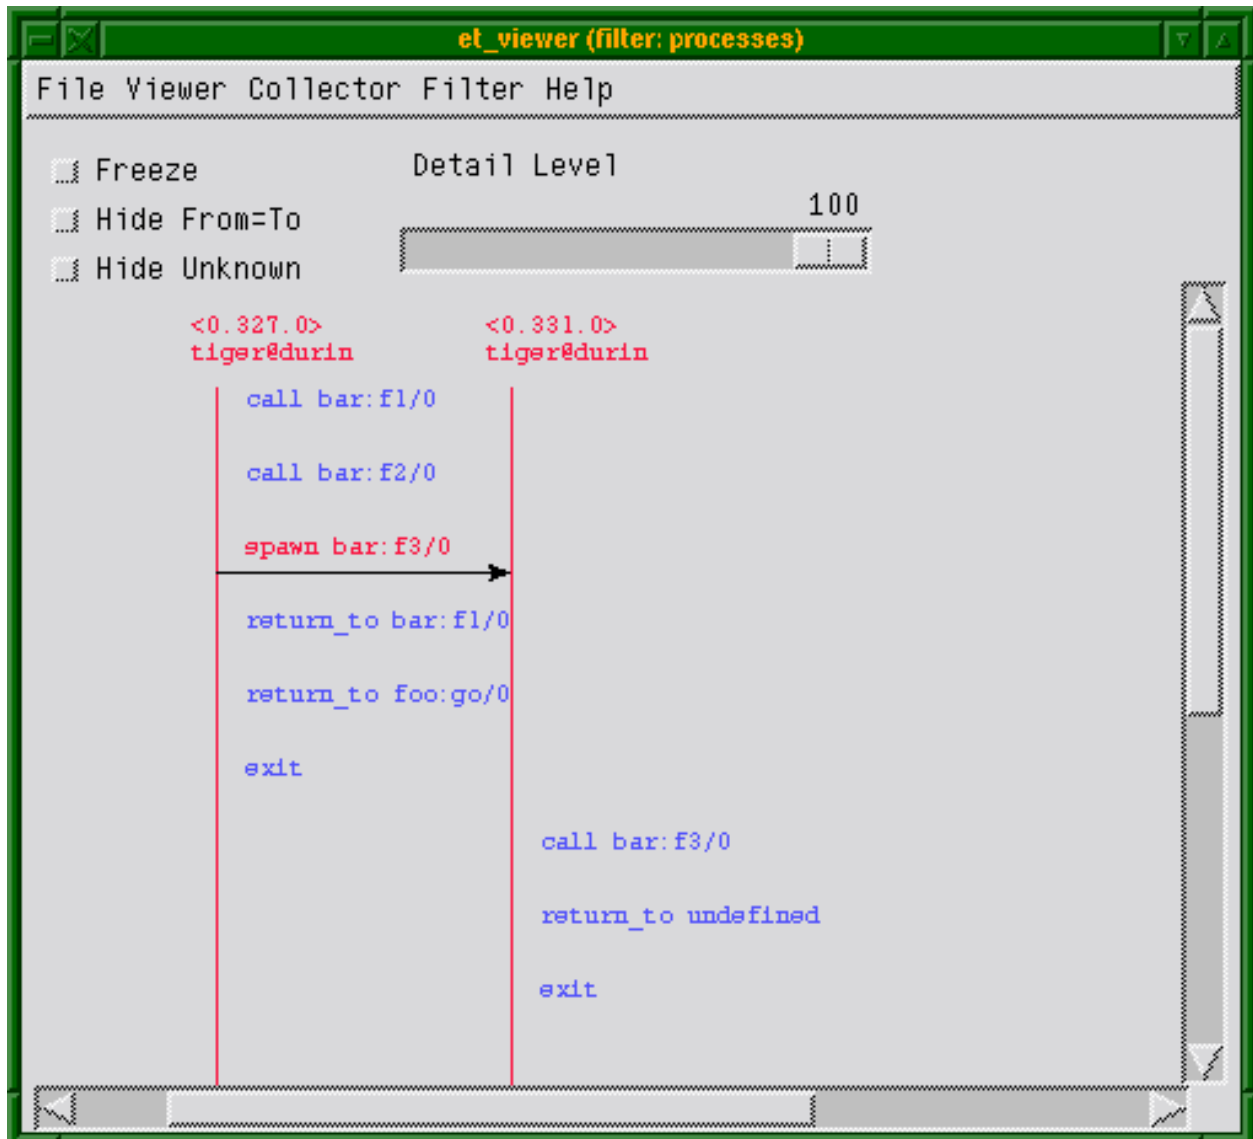 et_viewer (filter: processes)
File Viewer Collector Filter Help
Freeze
Detail Level
100
Hide From=To
Hide Unknown
<0.327.0>
tiger@durin
<0.331.0>
tiger@durin
call bar:f1/0
call bar:f2/0
spawn bar:f3/0
return_to bar:f1/0
return_to foo:go/0
exit
call bar:f3/0
return_to undefined
exit